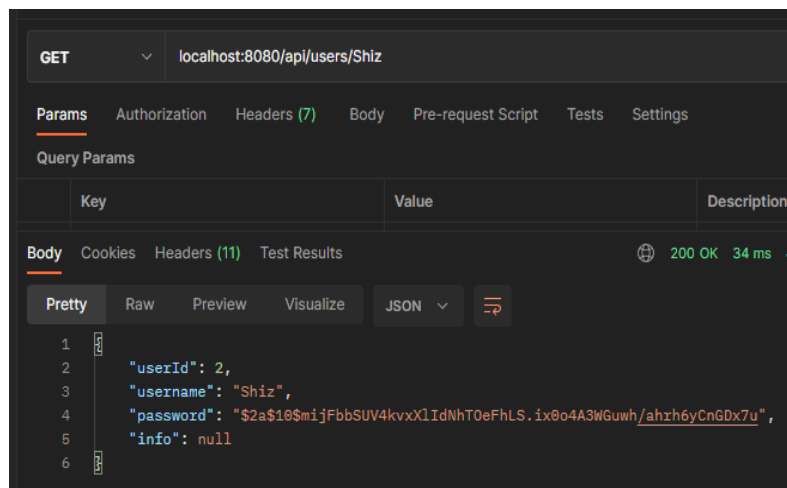 GET localhost:8080/api/users/Shiz
Params Authorization Headers (7) Body Pre-request Script Tests Settings
Query Params
Key Value Description
Body Cookies Headers (11) Test Results 200 OK 34 ms
Pretty Raw Preview Visualize JSON
1 {
2 "userId": 2,
3 "username": "Shiz",
4 "password": "$2a$10$mijFbbSUV4kvxXlIdNhTOeFhLS.ix0o4A3WGuwh/ahrh6yCnGDx7u",
5 "info": null
6 }